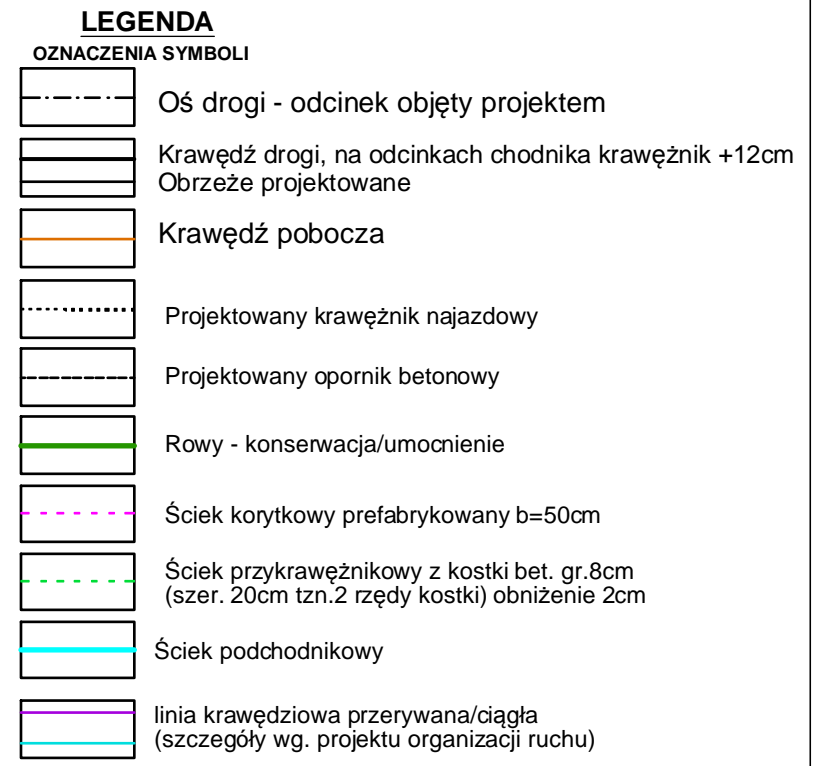 LEGENDA
OZNACZENIA SYMBOLI
Oś drogi - odcinek objęty projektem
Krawędź drogi, na odcinkach chodnika krawężnik +12cm
Obrzeże projektowane
Krawędź pobocza
Projektowany krawężnik najazdowy
Projektowany opornik betonowy
Rowy - konserwacja/umocnienie
Ściek korytkowy prefabrykowany b=50cm
Ściek przykrawężnikowy z kostki bet. gr.8cm
(szer. 20cm tzn.2 rzędy kostki) obniżenie 2cm
Ściek podchodnikowy
linia krawędziowa przerywana/ciągła
(szczegóły wg. projektu organizacji ruchu)